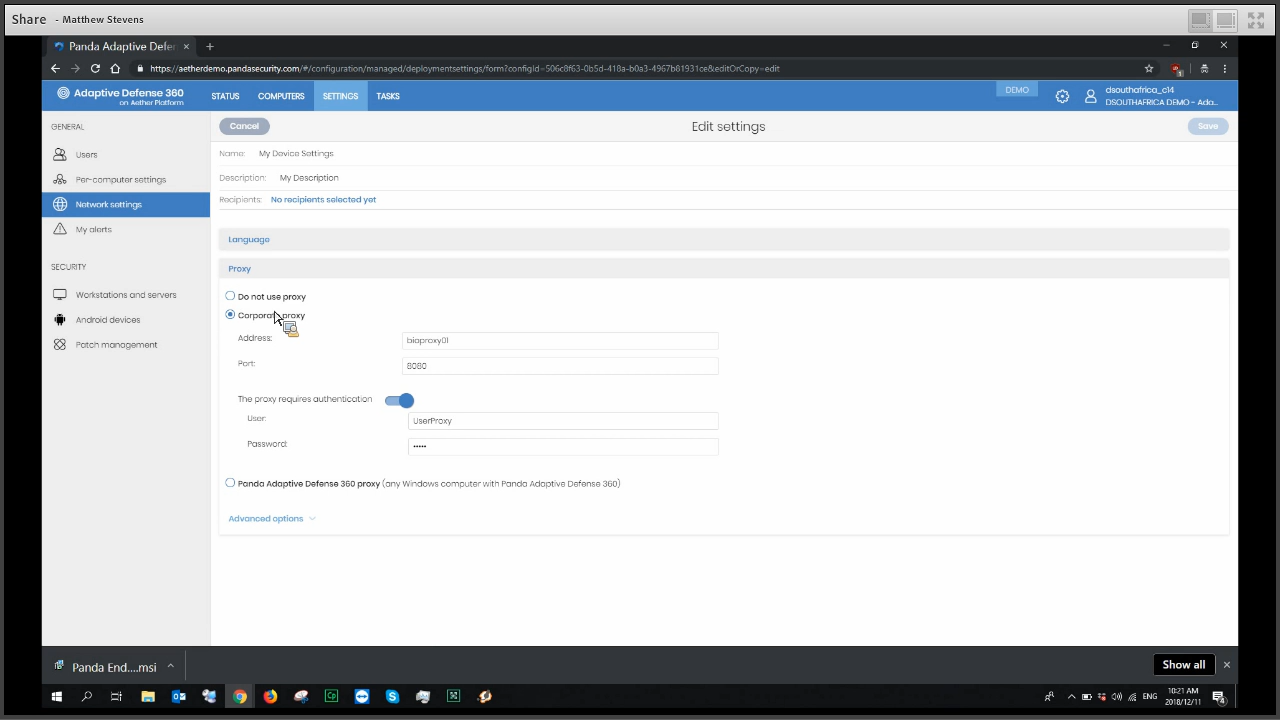 Share - Matthew Stevens
Panda Adaptive Defen
https://aetherdemo.pandasecurity.com/#/configuration/managed/deploymentsettings/form?configId=506c8f63-0b5d-418a-b0a3-4967b81931ce&editOrCopy=edit
Adaptive Defense 360
on Aether Platform
STATUS COMPUTERS SETTINGS TASKS
DEMO
dsouthafrica_c14
DSOUTHAFRICA DEMO - Ada...
GENERAL
Users
Per-computer settings
Network settings
My alerts
SECURITY
Workstations and servers
Android devices
Patch management
Cancel Edit settings Save
Name: My Device Settings
Description: My Description
Recipients: No recipients selected yet
Language
Proxy
Do not use proxy
Corporate proxy
Address: biaproxy01
Port: 8080
The proxy requires authentication
User: UserProxy
Password: •••••
Panda Adaptive Defense 360 proxy (any Windows computer with Panda Adaptive Defense 360)
Advanced options
Panda End....msi
Show all
ENG
10:21 AM
2018/12/11